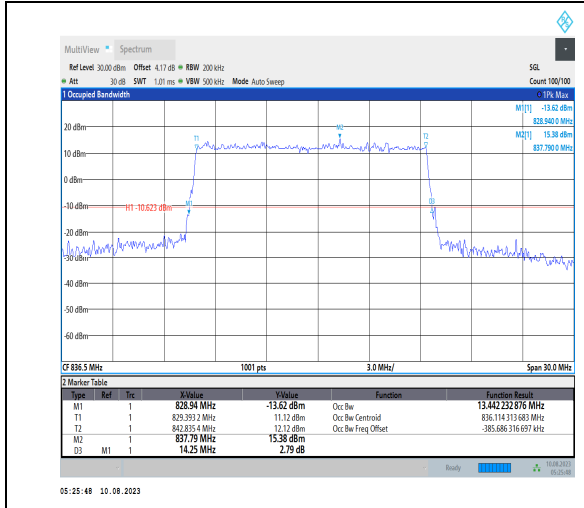 MultiView Spectrum
Ref Level 30.00 dBm Offset 4.17 dB RBW 200 kHz SGL
Att 30 dB SWT 1.01 ms VBW 500 kHz Mode Auto Sweep Count 100/100
1 Occupied Bandwidth 1Pk Max
M1[1] -13.62 dBm
828.940 0 MHz
M2[1] 15.38 dBm
837.790 0 MHz
20 dBm
M2
T1
T2
10 dBm
0 dBm
D3
M1
-10 dBm
H1 -10.623 dBm
-20 dBm
-30 dBm
-40 dBm
-50 dBm
-60 dBm
CF 836.5 MHz 1001 pts 3.0 MHz/ Span 30.0 MHz
2 Marker Table
Type Ref Trc X-Value Y-Value Function Function Result
M1 1 828.94 MHz -13.62 dBm Occ Bw 13.442 232 876 MHz
T1 1 829.393 2 MHz 11.12 dBm Occ Bw Centroid 836.114 313 683 MHz
T2 1 842.835 4 MHz 12.12 dBm Occ Bw Freq Offset -385.686 316 697 kHz
M2 1 837.79 MHz 15.38 dBm
D3 M1 1 14.25 MHz 2.79 dB
Ready 10.08.2023
05:25:48
05:25:48 10.08.2023